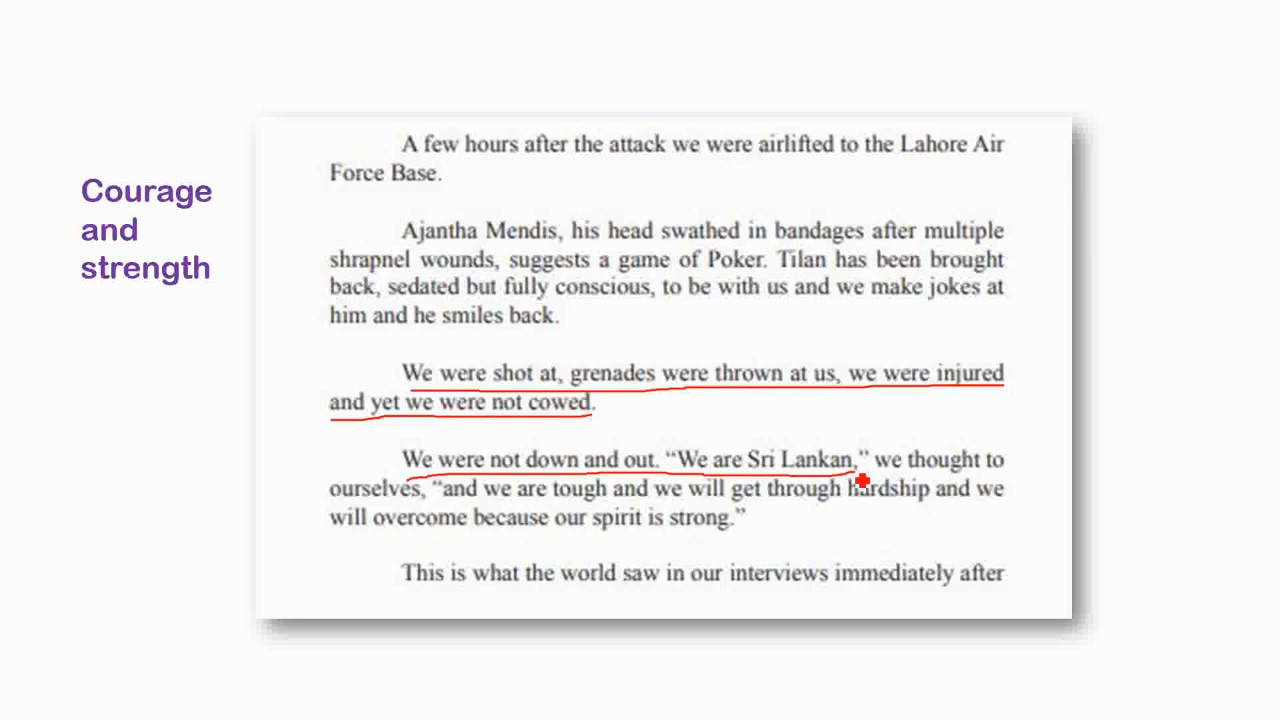 Courage
and
strength
A few hours after the attack we were airlifted to the Lahore Air
Force Base.
Ajantha Mendis, his head swathed in bandages after multiple
shrapnel wounds, suggests a game of Poker. Tilan has been brought
back, sedated but fully conscious, to be with us and we make jokes at
him and he smiles back.
We were shot at, grenades were thrown at us, we were injured
and yet we were not cowed.
We were not down and out. “We are Sri Lankan,” we thought to
ourselves, “and we are tough and we will get through hardship and we
will overcome because our spirit is strong.”
This is what the world saw in our interviews immediately after